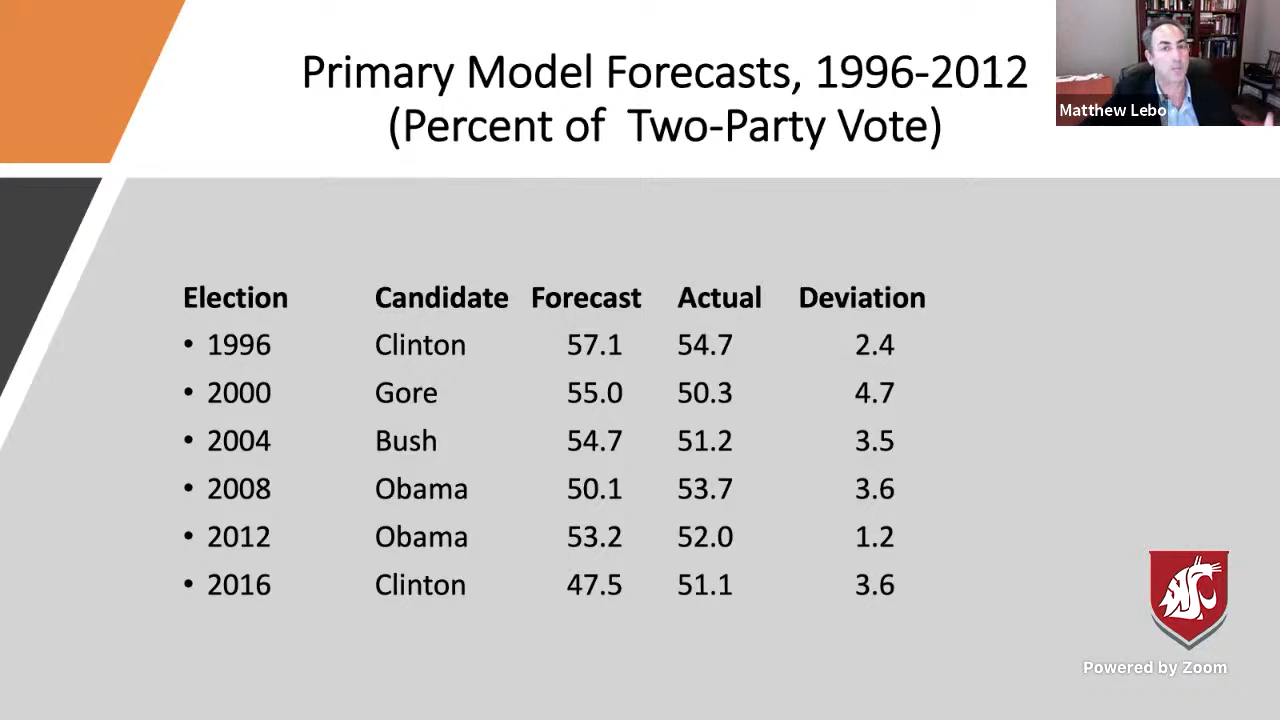 Primary Model Forecasts, 1996-2012
(Percent of Two-Party Vote)
Matthew Lebo
Election Candidate Forecast Actual Deviation
• 1996 Clinton 57.1 54.7 2.4
• 2000 Gore 55.0 50.3 4.7
• 2004 Bush 54.7 51.2 3.5
• 2008 Obama 50.1 53.7 3.6
• 2012 Obama 53.2 52.0 1.2
• 2016 Clinton 47.5 51.1 3.6
Powered by Zoom